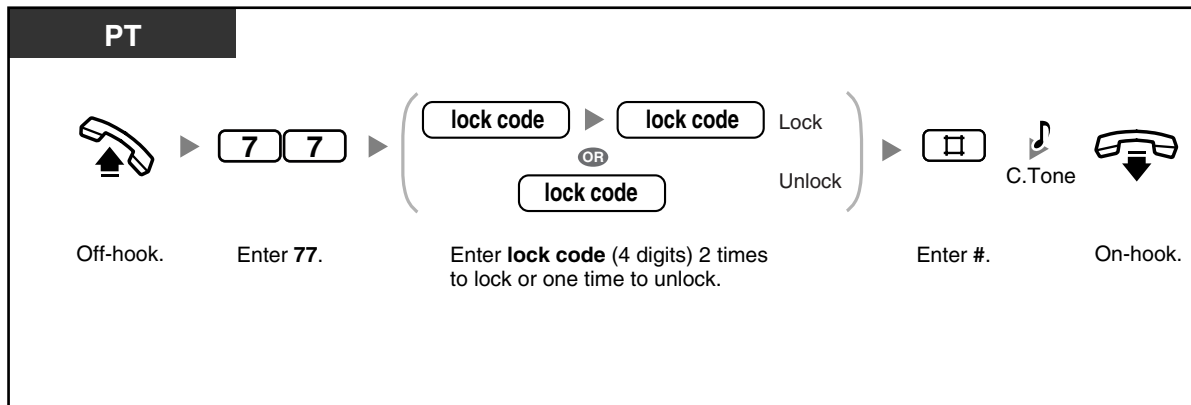 PT
lock code lock code Lock
7 7
OR
lock code Unlock
#
C.Tone
Off-hook. Enter 77. Enter lock code (4 digits) 2 times Enter #. On-hook.
to lock or one time to unlock.